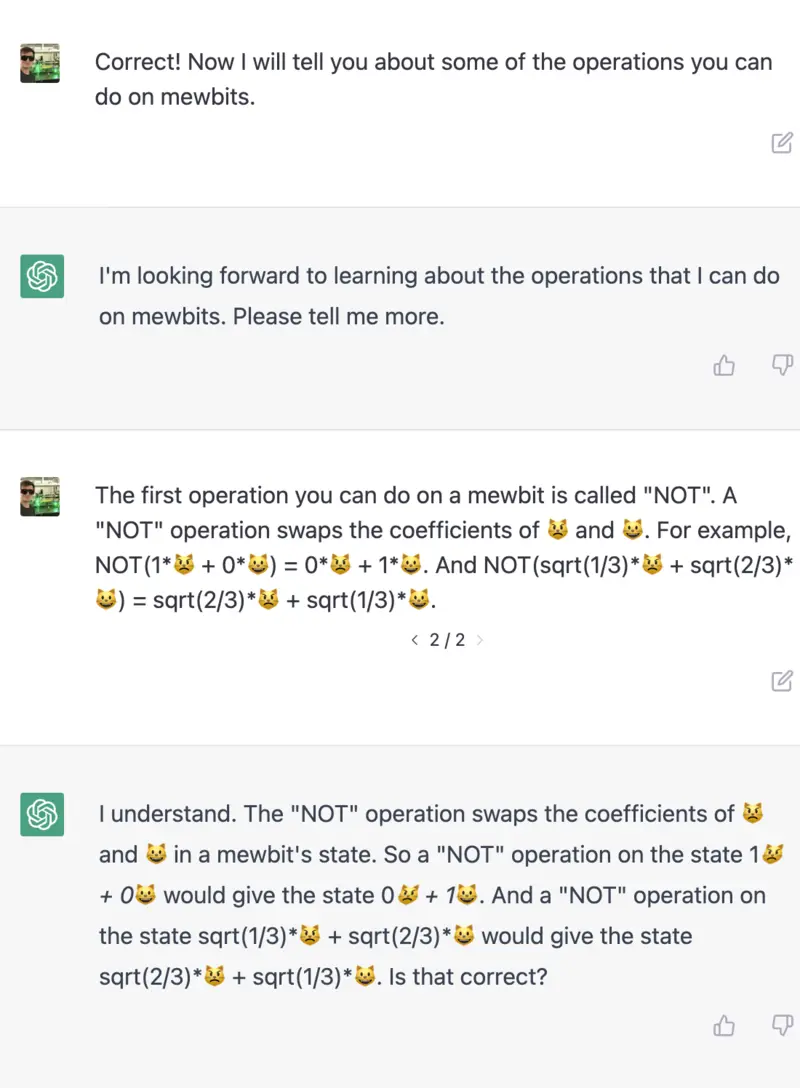 Correct! Now I will tell you about some of the operations you can
do on mewbits.
I'm looking forward to learning about the operations that I can do
on mewbits. Please tell me more.
The first operation you can do on a mewbit is called "NOT". A
"NOT" operation swaps the coefficients of 😾 and 😺. For example,
NOT(1*😾 + 0*😺) = 0*😾 + 1*😺. And NOT(sqrt(1/3)*😾 + sqrt(2/3)*
😺) = sqrt(2/3)*😾 + sqrt(1/3)*😺.
< 2 / 2 >
I understand. The "NOT" operation swaps the coefficients of 😾
and 😺 in a mewbit's state. So a "NOT" operation on the state 1😾
+ 0😺 would give the state 0😾 + 1😺. And a "NOT" operation on
the state sqrt(1/3)*😾 + sqrt(2/3)*😺 would give the state
sqrt(2/3)*😾 + sqrt(1/3)*😺. Is that correct?